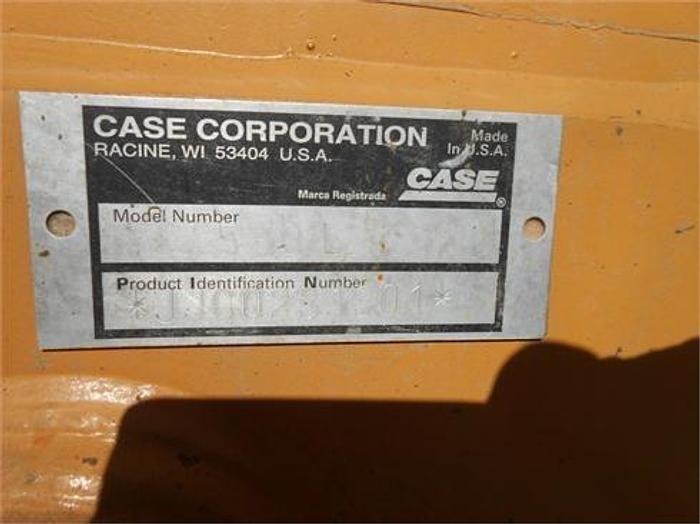 CASE CORPORATION
Made
RACINE, WI 53404 U.S.A.
In U.S.A.
CASE
Marca Registrada
®
Model Number
Product Identification Number